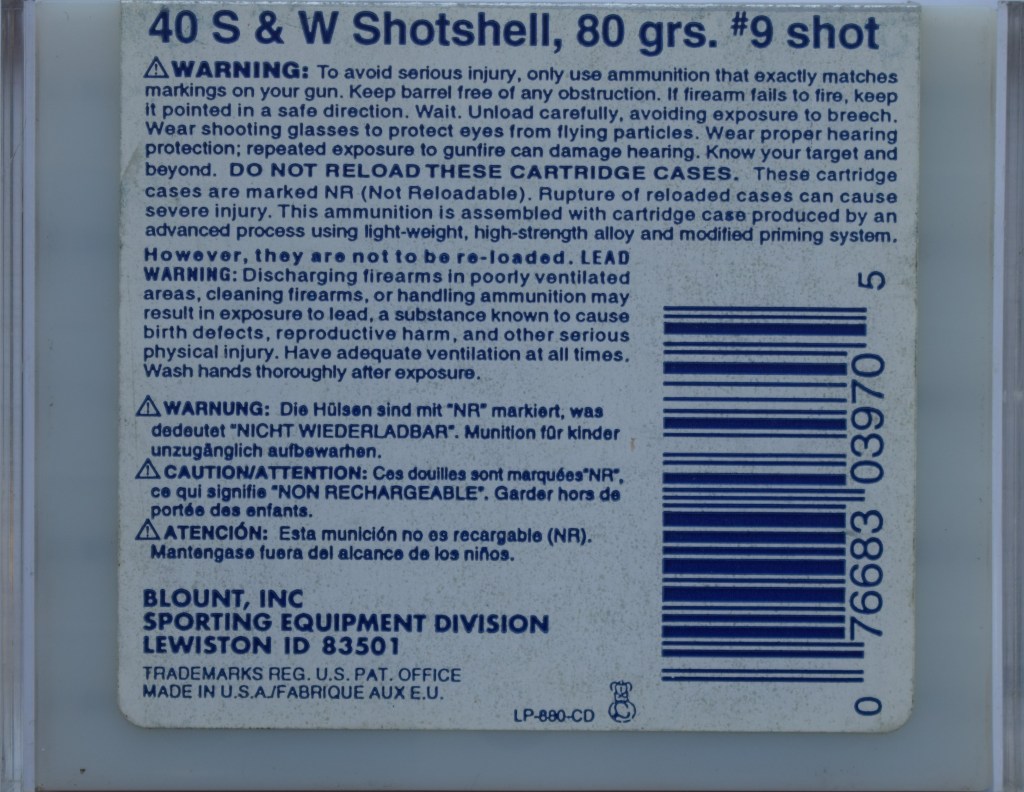 40 S & W Shotshell, 80 grs. #9 shot
⚠WARNING: To avoid serious injury, only use ammunition that exactly matches
markings on your gun. Keep barrel free of any obstruction. If firearm fails to fire, keep
it pointed in a safe direction. Wait. Unload carefully, avoiding exposure to breech.
Wear shooting glasses to protect eyes from flying particles. Wear proper hearing
protection; repeated exposure to gunfire can damage hearing. Know your target and
beyond. DO NOT RELOAD THESE CARTRIDGE CASES. These cartridge
cases are marked NR (Not Reloadable). Rupture of reloaded cases can cause
severe injury. This ammunition is assembled with cartridge case produced by an
advanced process using light-weight, high-strength alloy and modified priming system.
However, they are not to be re-loaded. LEAD
WARNING: Discharging firearms in poorly ventilated
areas, cleaning firearms, or handling ammunition may
result in exposure to lead, a substance known to cause
birth defects, reproductive harm, and other serious
physical injury. Have adequate ventilation at all times.
Wash hands thoroughly after exposure.
⚠WARNUNG: Die Hülsen sind mit "NR" markiert, was
dedeutet "NICHT WIEDERLADBAR". Munition für kinder
unzugänglich aufbewarhen.
⚠CAUTION/ATTENTION: Ces douilles sont marquées"NR",
ce qui signifie "NON RECHARGEABLE". Garder hors de
portée des enfants.
⚠ATENCIÓN: Esta munición no es recargable (NR).
Mantengase fuera del alcance de los niños.
BLOUNT, INC
SPORTING EQUIPMENT DIVISION
LEWISTON ID 83501
TRADEMARKS REG. U.S. PAT. OFFICE
MADE IN U.S.A./FABRIQUE AUX E.U.
LP-880-CD
0 76683 03970 5